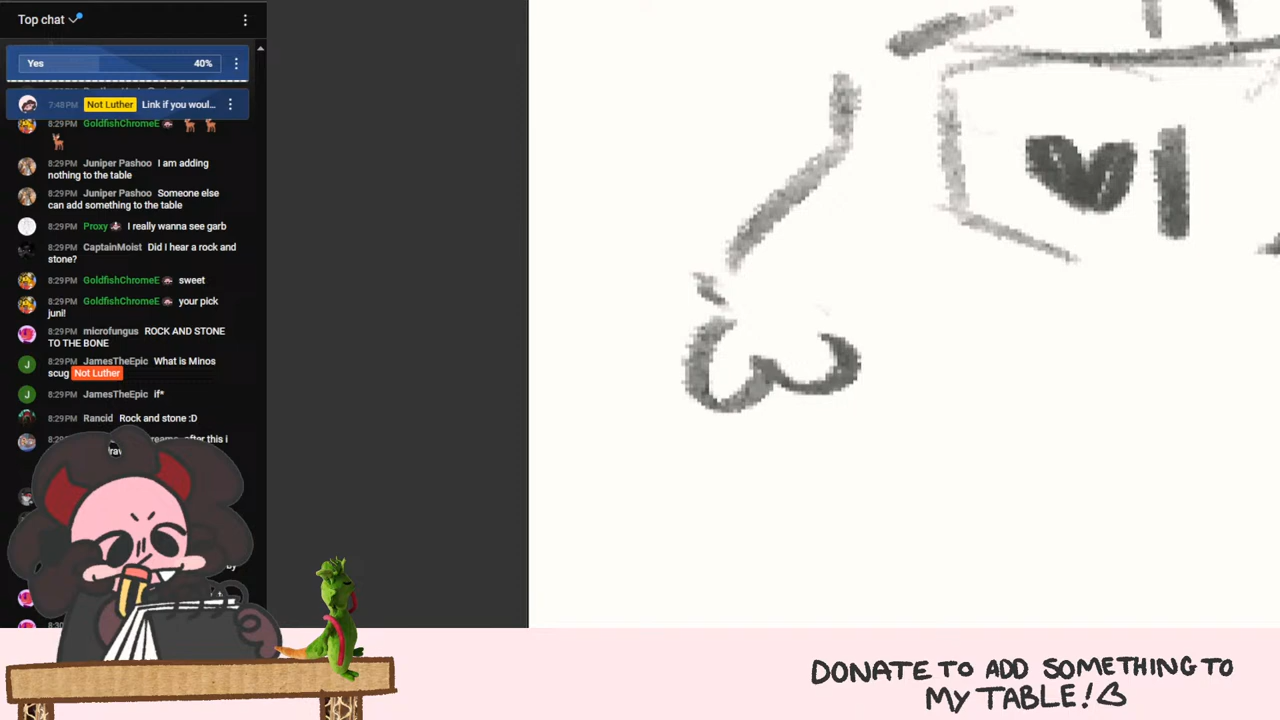 Top chat
Yes 40%
7:48PM Not Luther Link if you woul...
GoldfishChromeE
8:29PM Juniper Pashoo I am adding
nothing to the table
8:29PM Juniper Pashoo Someone else
can add something to the table
8:29PM Proxy I really wanna see garb
8:29PM CaptainMoist Did I hear a rock and
stone?
8:29PM GoldfishChromeE sweet
8:29PM GoldfishChromeE your pick
juni!
8:29PM microfungus ROCK AND STONE
TO THE BONE
8:29PM JamesTheEpic What is Minos
scug Not Luther
8:29PM JamesTheEpic if*
8:29PM Rancid Rock and stone :D
after this i
DONATE TO ADD SOMETHING TO
MY TABLE!